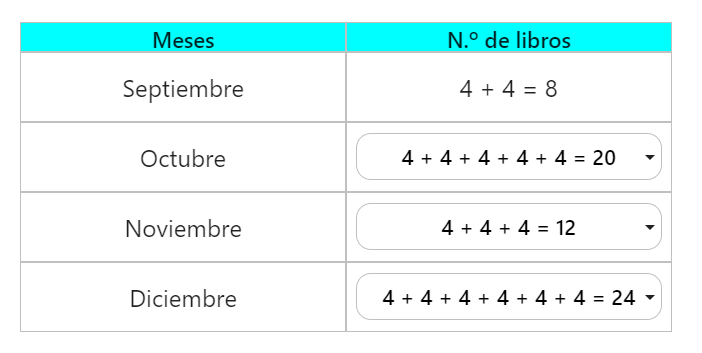 Meses N.º de libros
Septiembre 4 + 4 = 8
Octubre 4 + 4 + 4 + 4 + 4 = 20
Noviembre 4 + 4 + 4 = 12
Diciembre 4 + 4 + 4 + 4 + 4 + 4 = 24